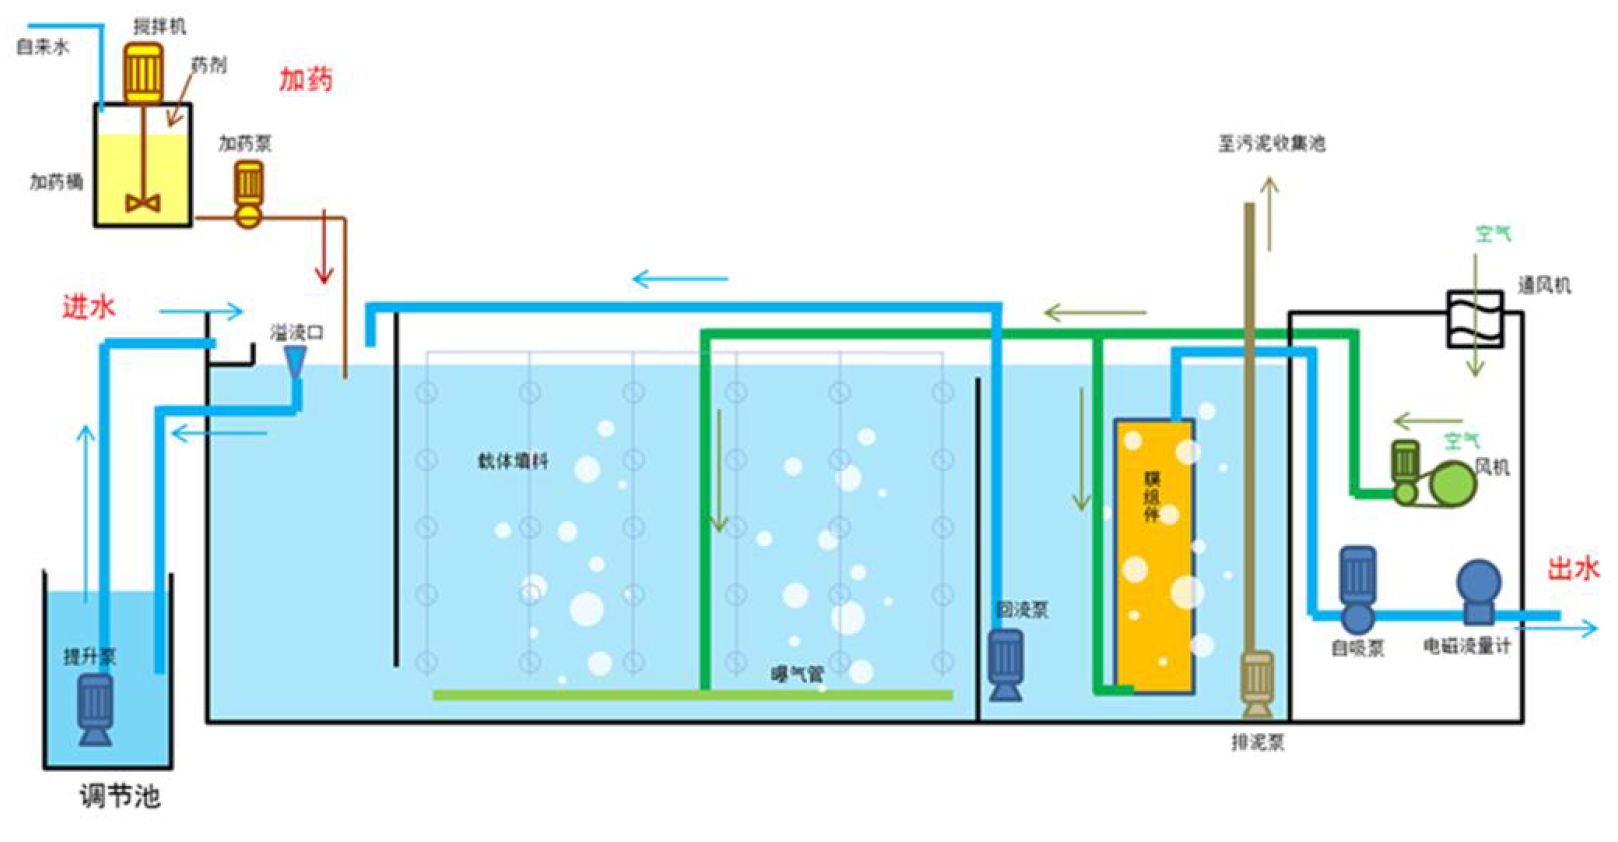 搅拌机
自来水
药剂
加药
加药泵
加药桶
至污泥收集池
空气
通风机
进水
溢流口
空气
风机
载体填料
膜组件
出水
回流泵
提升泵
曝气管
自吸泵
电磁流量计
排泥泵
调节池